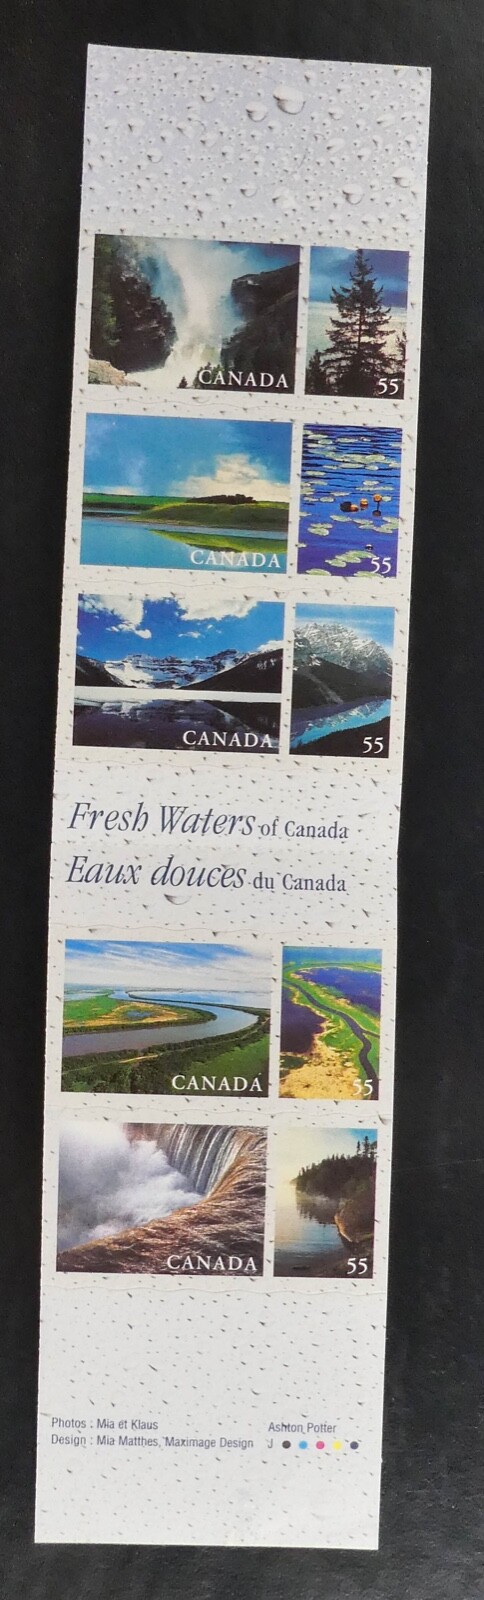 CANADA 55
CANADA 55
CANADA 55
Fresh Waters of Canada
Eaux douces du Canada
CANADA 55
CANADA 55
Photos : Mia et Klaus
Design : Mia Matthes, Maximage Design
Ashton Potter
J